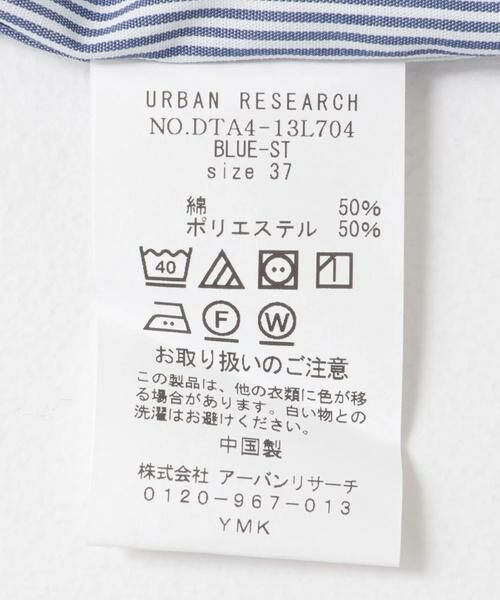 URBAN RESEARCH
NO.DTA4-13L704
BLUE-ST
size 37
綿 50%
ポリエステル 50%
40
F W
お取り扱いのご注意
この製品は、他の衣類に色が移
る場合があります。白い物との
洗濯はお避けください。
中国製
株式会社 アーバンリサーチ
0120-967-013
YMK